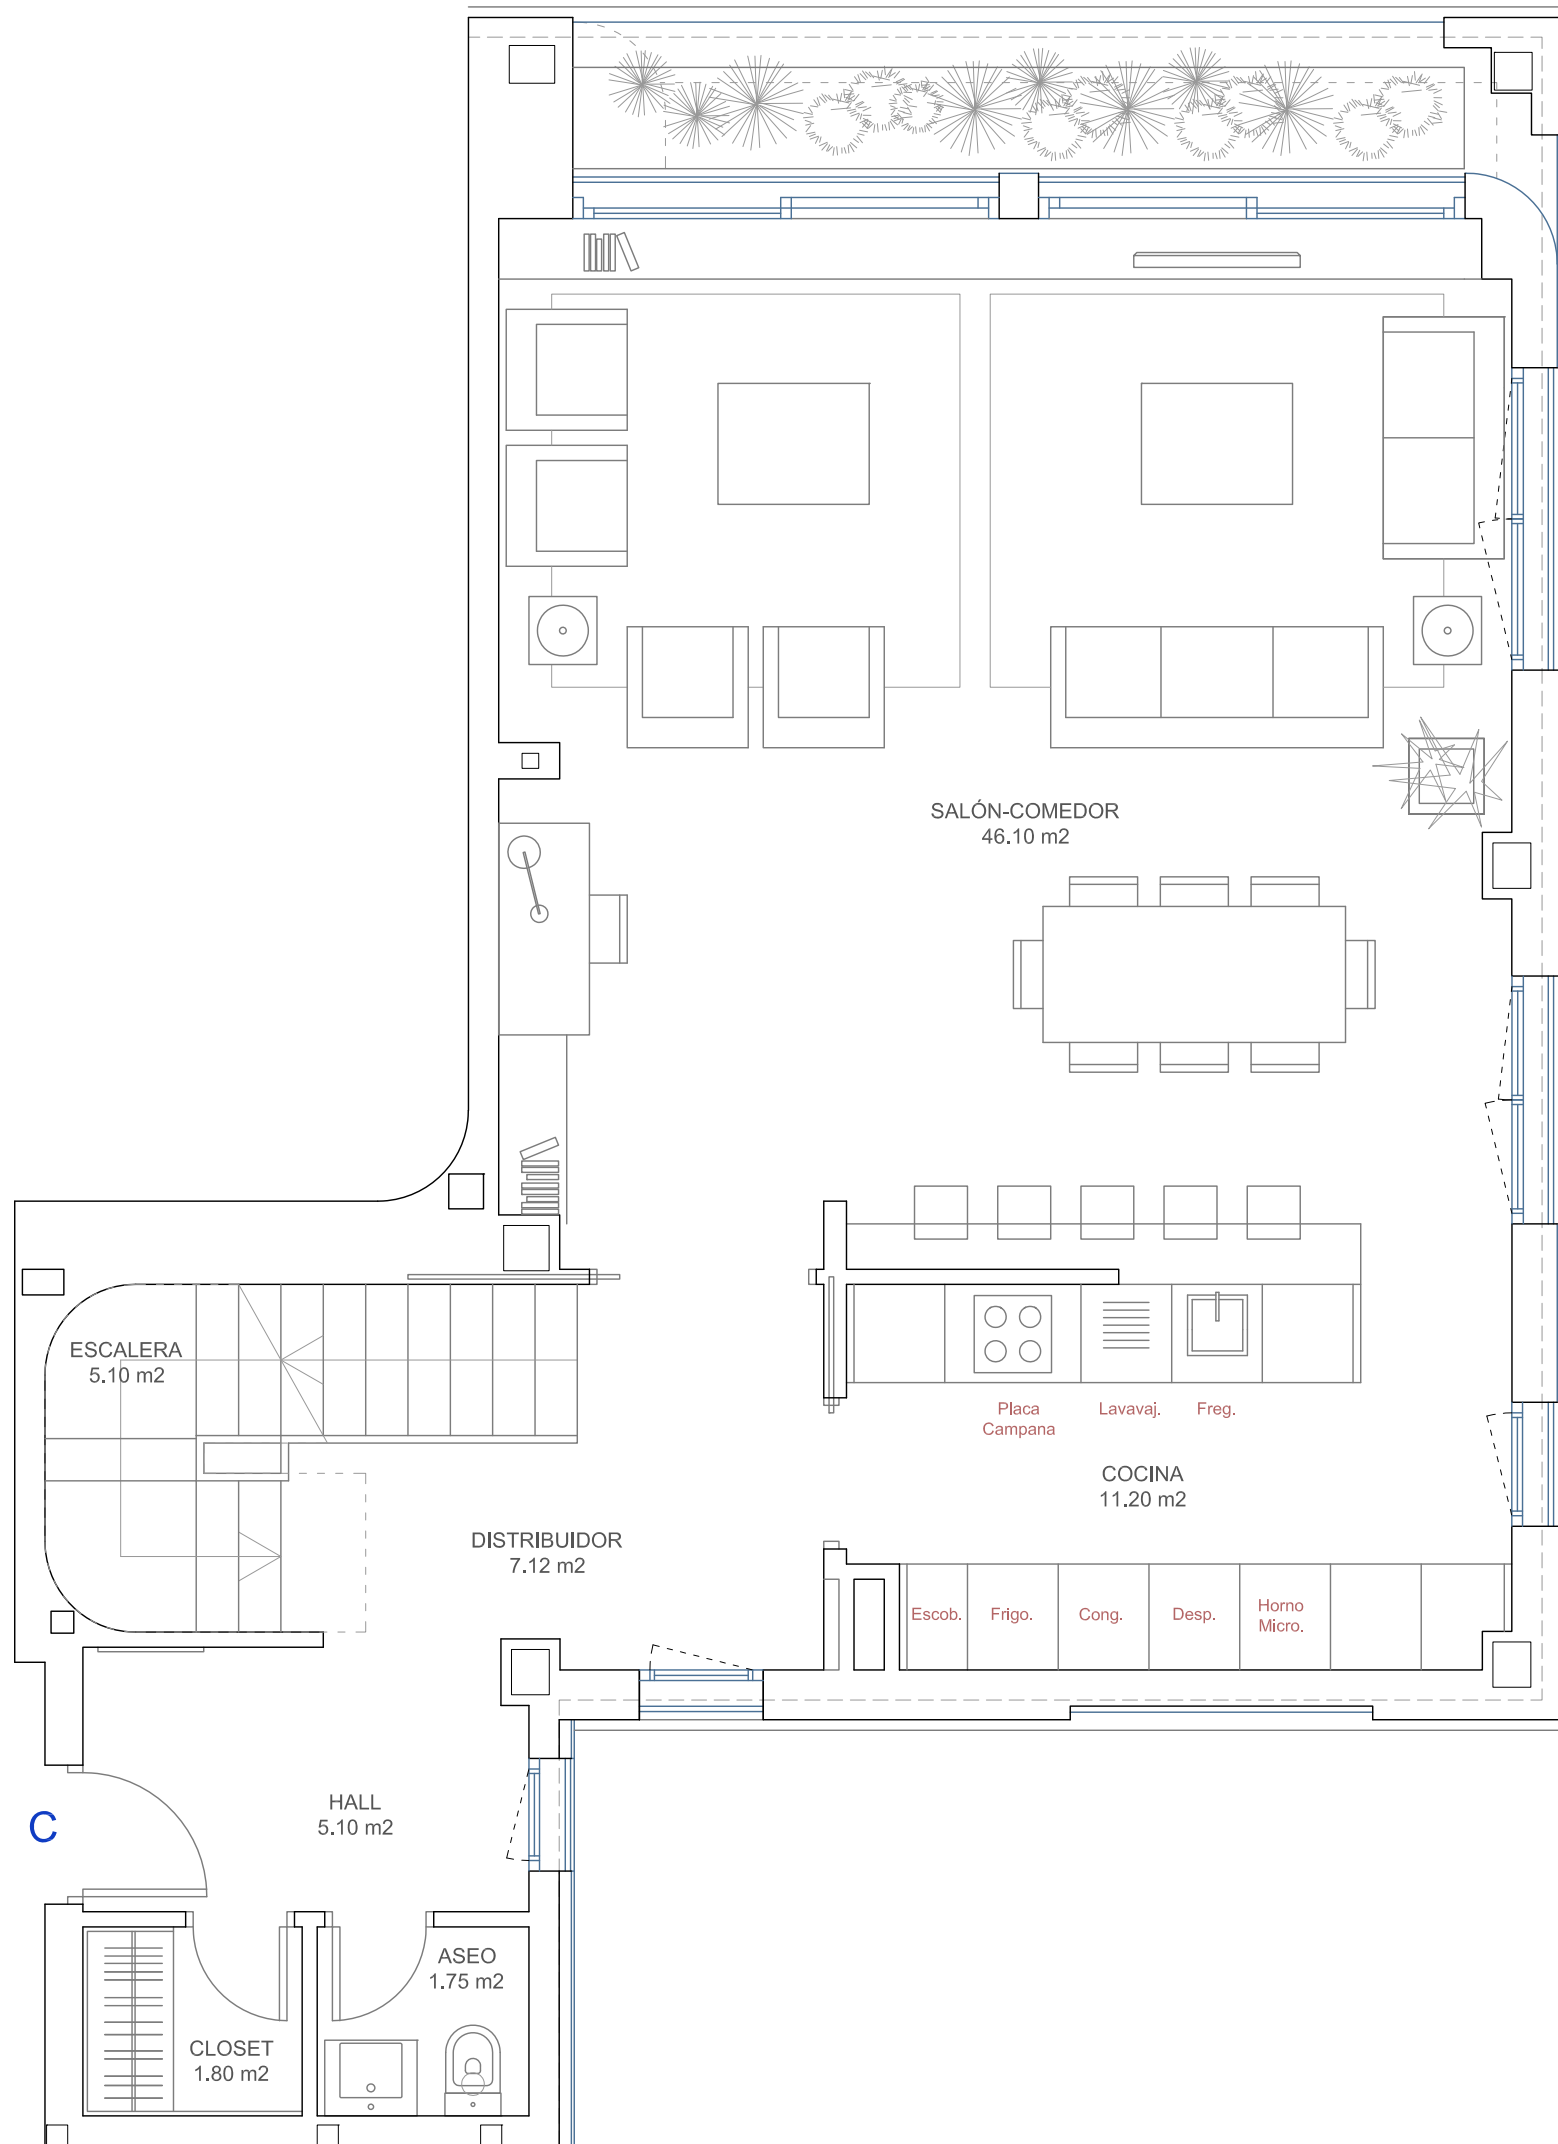 SALÓN-COMEDOR
46.10 m2
ESCALERA
5.10 m2
Placa
Campana
Lavavaj.
Freg.
COCINA
11.20 m2
DISTRIBUIDOR
7.12 m2
Escob.
Frigo.
Cong.
Desp.
Horno
Micro.
HALL
5.10 m2
C
ASEO
1.75 m2
CLOSET
1.80 m2